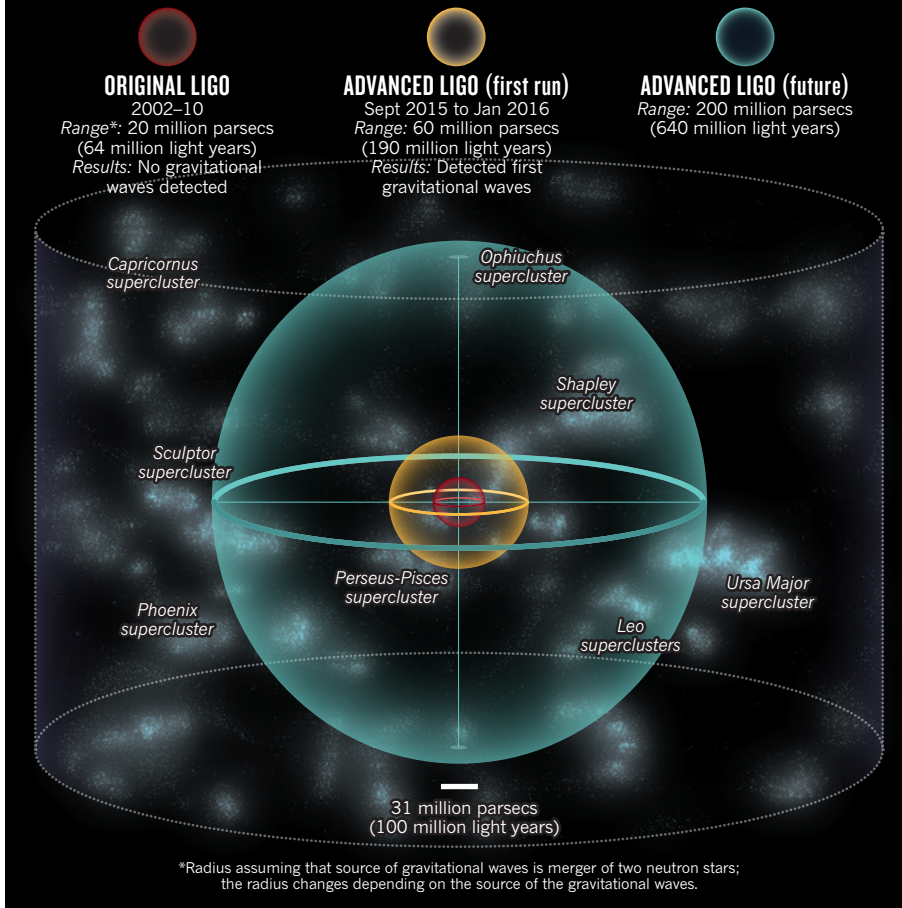 ORIGINAL LIGO
2002–10
Range*: 20 million parsecs
(64 million light years)
Results: No gravitational
waves detected
ADVANCED LIGO (first run)
Sept 2015 to Jan 2016
Range: 60 million parsecs
(190 million light years)
Results: Detected first
gravitational waves
ADVANCED LIGO (future)
Range: 200 million parsecs
(640 million light years)
Capricornus
supercluster
Ophiuchus
supercluster
Shapley
supercluster
Sculptor
supercluster
Perseus-Pisces
supercluster
Ursa Major
supercluster
Phoenix
supercluster
Leo
superclusters
31 million parsecs
(100 million light years)
*Radius assuming that source of gravitational waves is merger of two neutron stars;
the radius changes depending on the source of the gravitational waves.